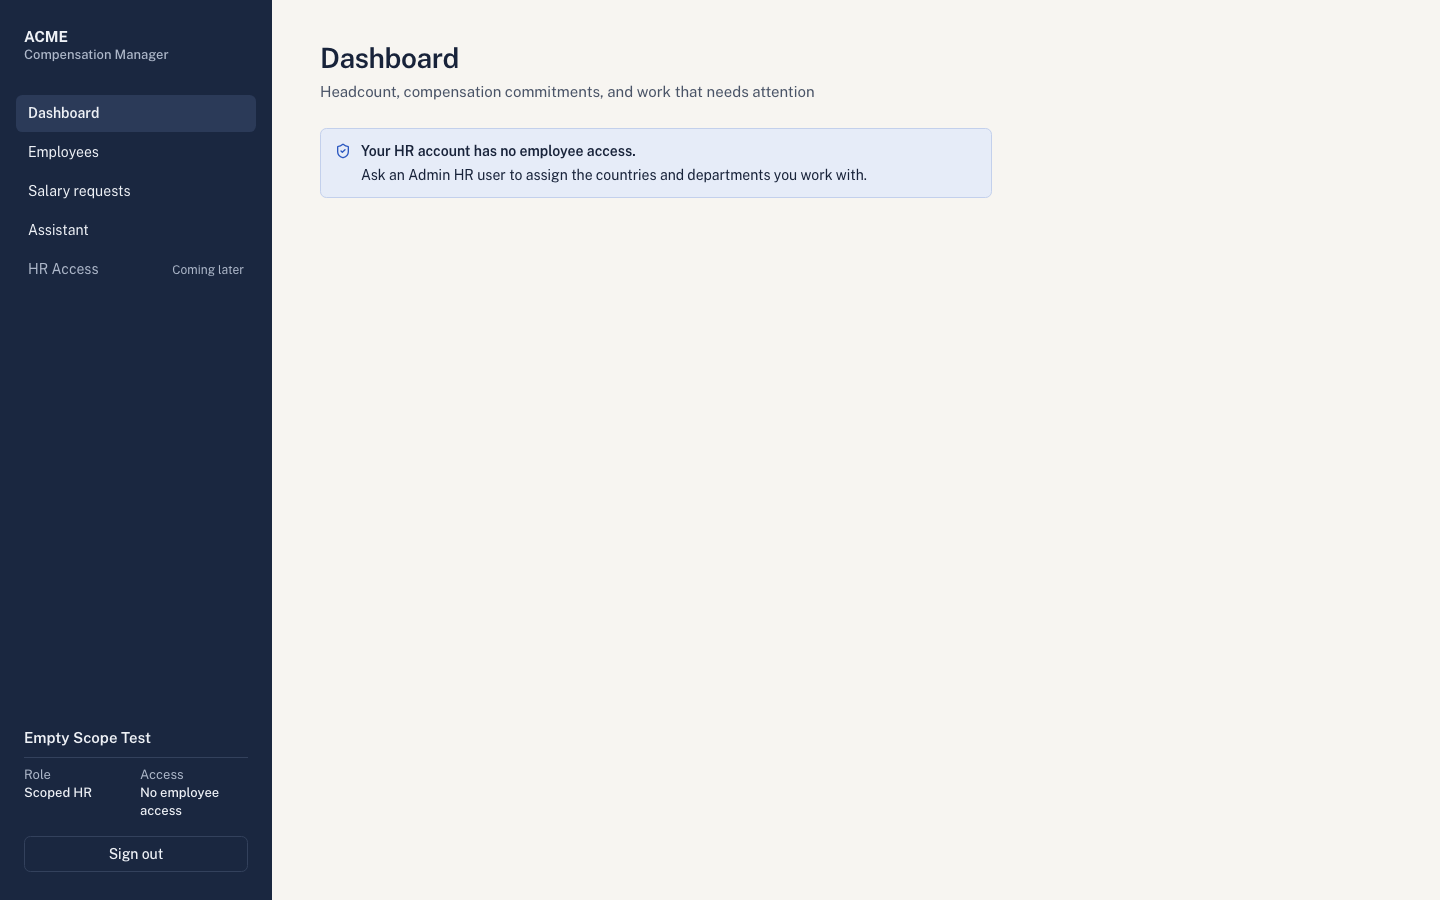 ACME
Compensation Manager
Dashboard
Employees
Salary requests
Assistant
HR Access Coming later
Empty Scope Test
Role Access
Scoped HR No employee access
Sign out
Dashboard
Headcount, compensation commitments, and work that needs attention
Your HR account has no employee access.
Ask an Admin HR user to assign the countries and departments you work with.